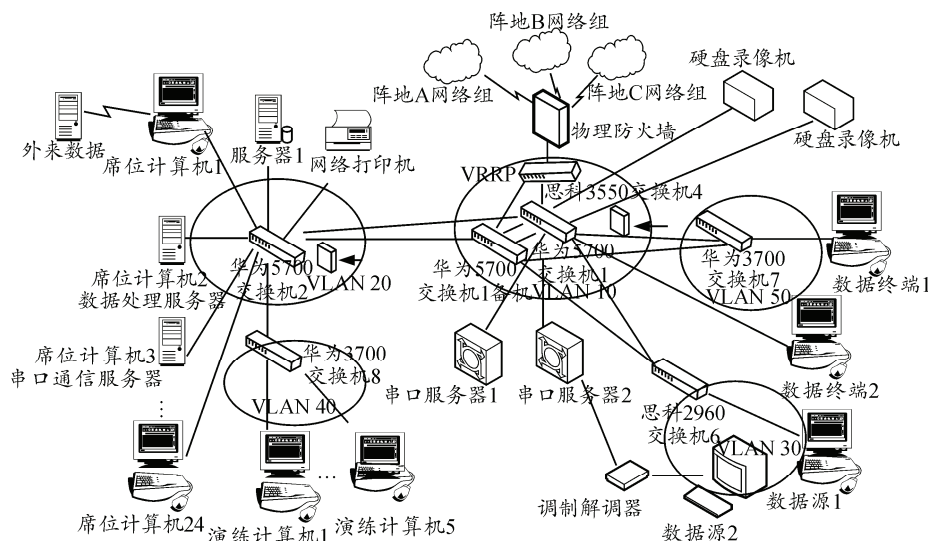 阵地B网络组
硬盘录像机
阵地A网络组
阵地C网络组
物理防火墙
硬盘录像机
外来数据
席位计算机1
服务器1
网络打印机
VRRP
思科3550交换机4
席位计算机2
数据处理服务器
华为5700
交换机2
VLAN 20
华为5700
交换机1备机
华为5700
交换机1
VLAN 10
华为3700
交换机7
VLAN 50
数据终端1
席位计算机3
串口通信服务器
⋮
华为3700
交换机8
VLAN 40
串口服务器1
串口服务器2
数据终端2
思科2960
交换机6
VLAN 30
席位计算机24
演练计算机1
…
演练计算机5
调制解调器
数据源2
数据源1